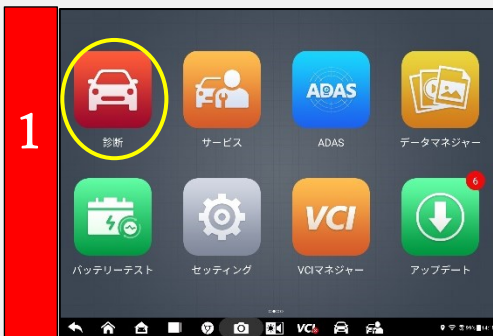 1
診断
サービス
ADAS
ADAS
データマネジャー
6
バッテリーテスト
セッティング
VCI
VCIマネジャー
アップデート
VCI